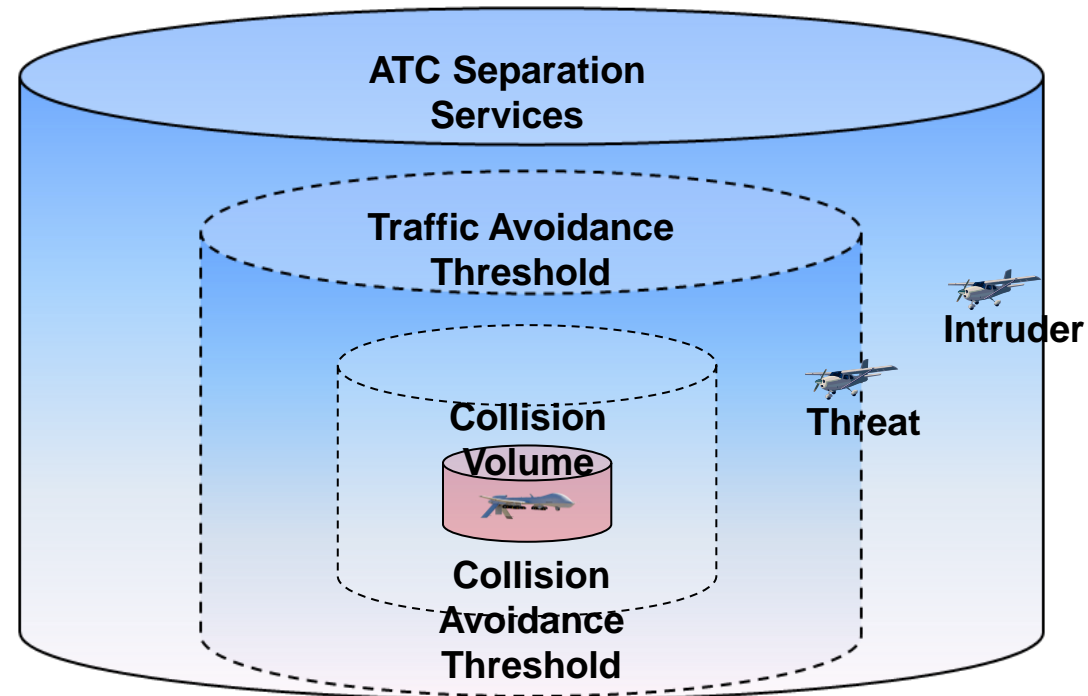 ATC Separation
Services
Traffic Avoidance
Threshold
Intruder
Threat
Collision
Volume
Collision
Avoidance
Threshold